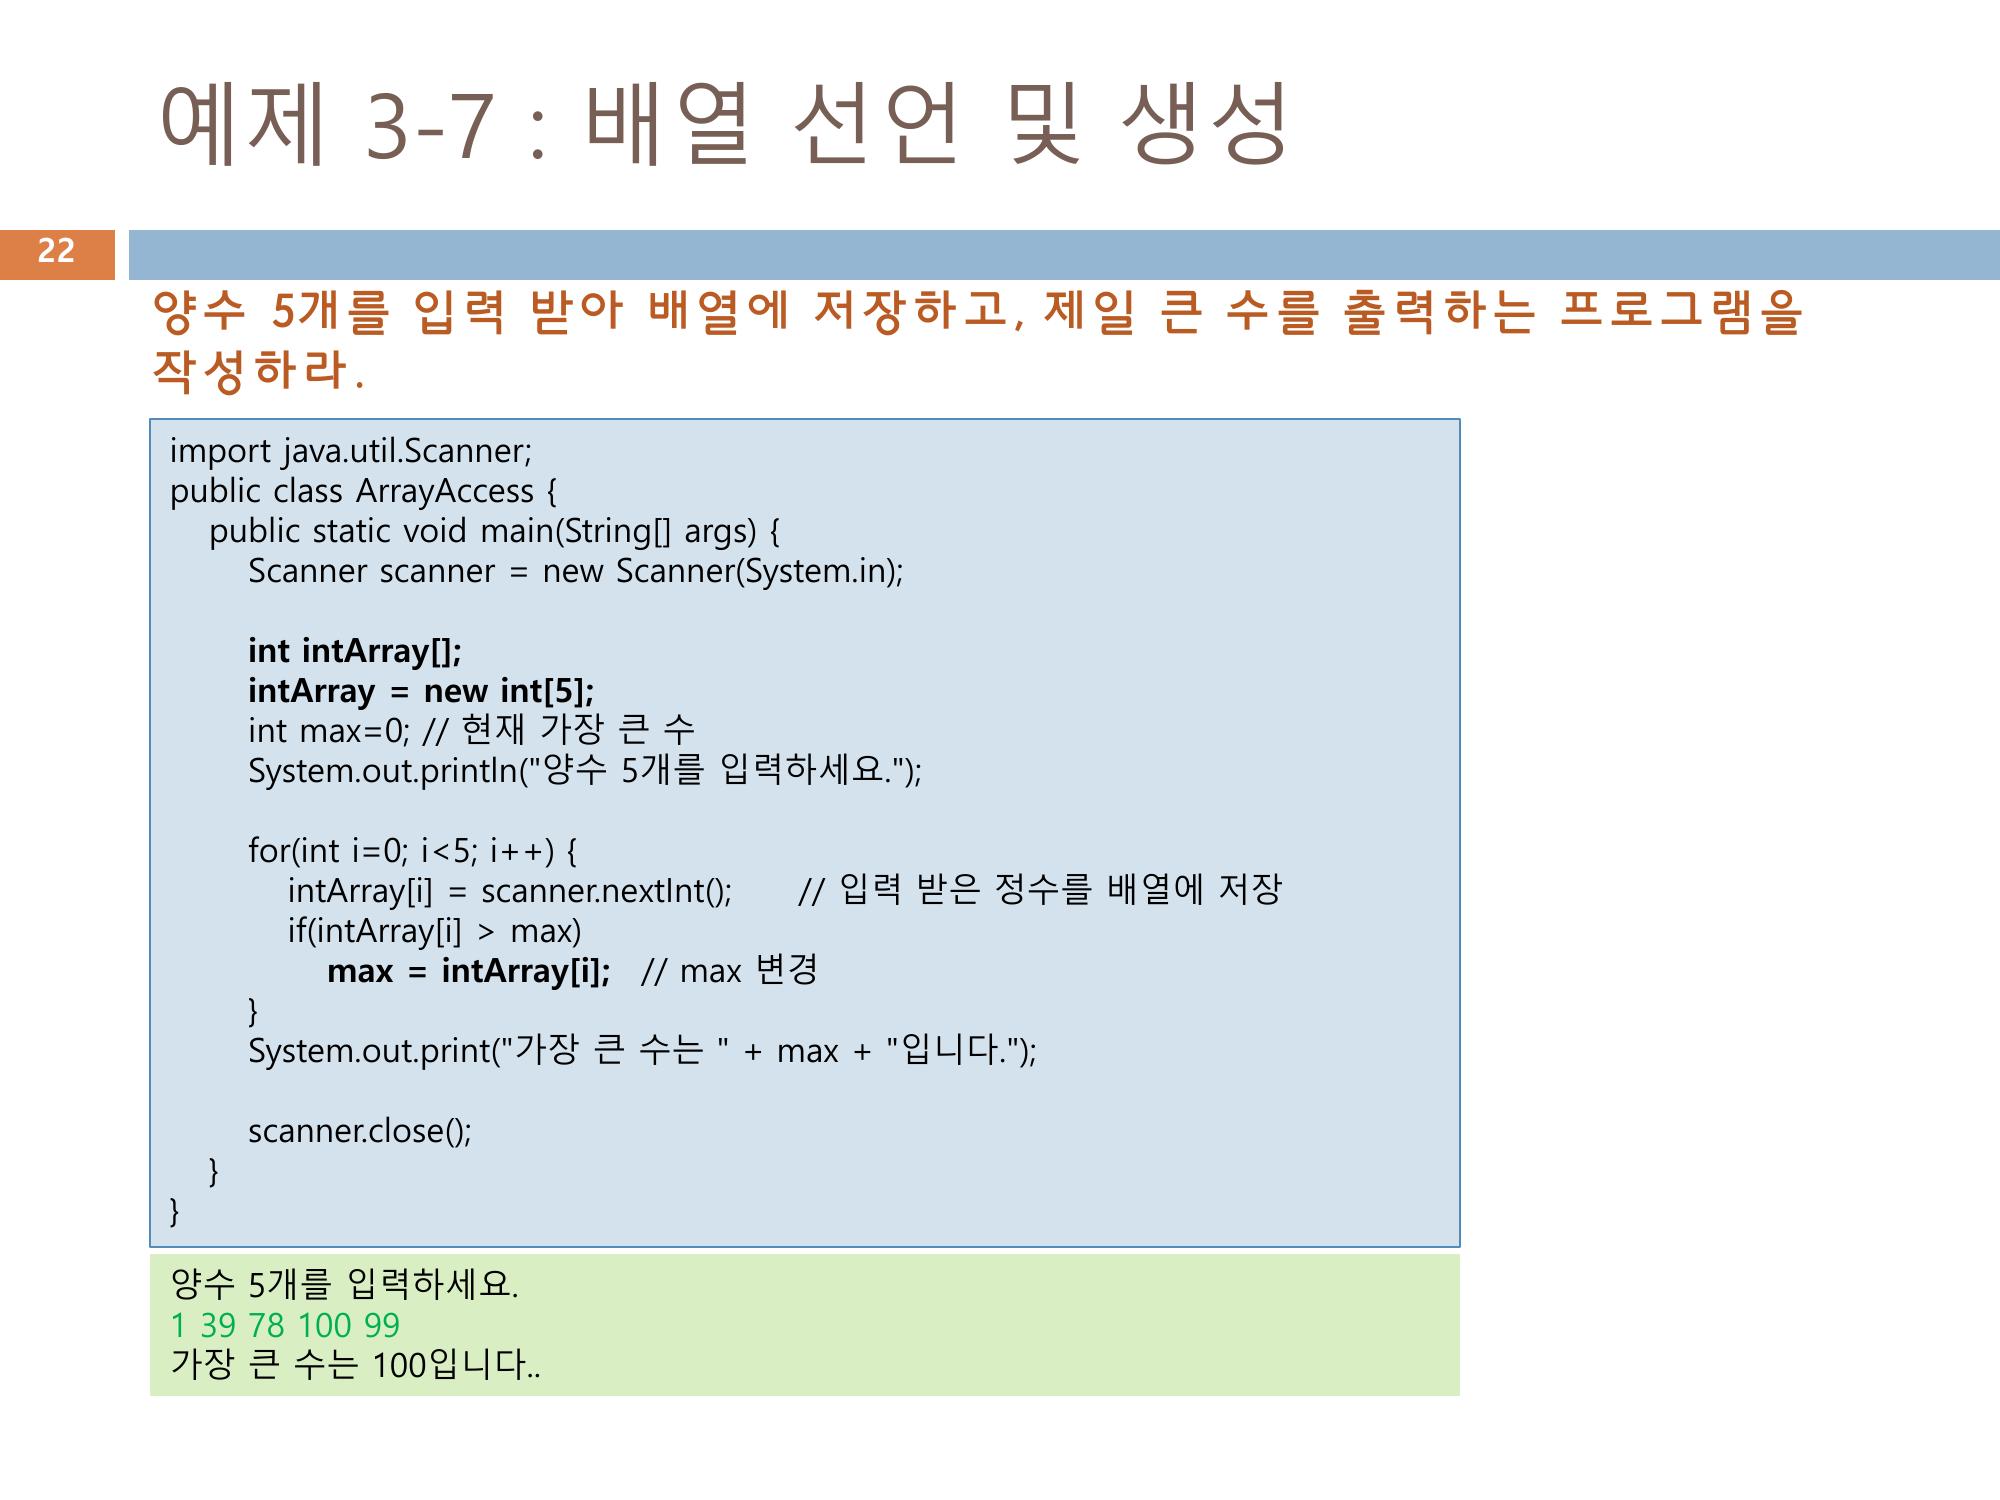 예제 3-7 : 배열 선언 및 생성
22
양수 5개를 입력 받아 배열에 저장하고, 제일 큰 수를 출력하는 프로그램을
작성하라.
import java.util.Scanner;
public class ArrayAccess {
public static void main(String[] args) {
Scanner scanner = new Scanner(System.in);
int intArray[];
intArray = new int[5];
int max=0; // 현재 가장 큰 수
System.out.println("양수 5개를 입력하세요.");
for(int i=0; i<5; i++) {
intArray[i] = scanner.nextInt(); // 입력 받은 정수를 배열에 저장
if(intArray[i] > max)
max = intArray[i]; // max 변경
}
System.out.print("가장 큰 수는 " + max + "입니다.");
scanner.close();
}
}
양수 5개를 입력하세요.
1 39 78 100 99
가장 큰 수는 100입니다..